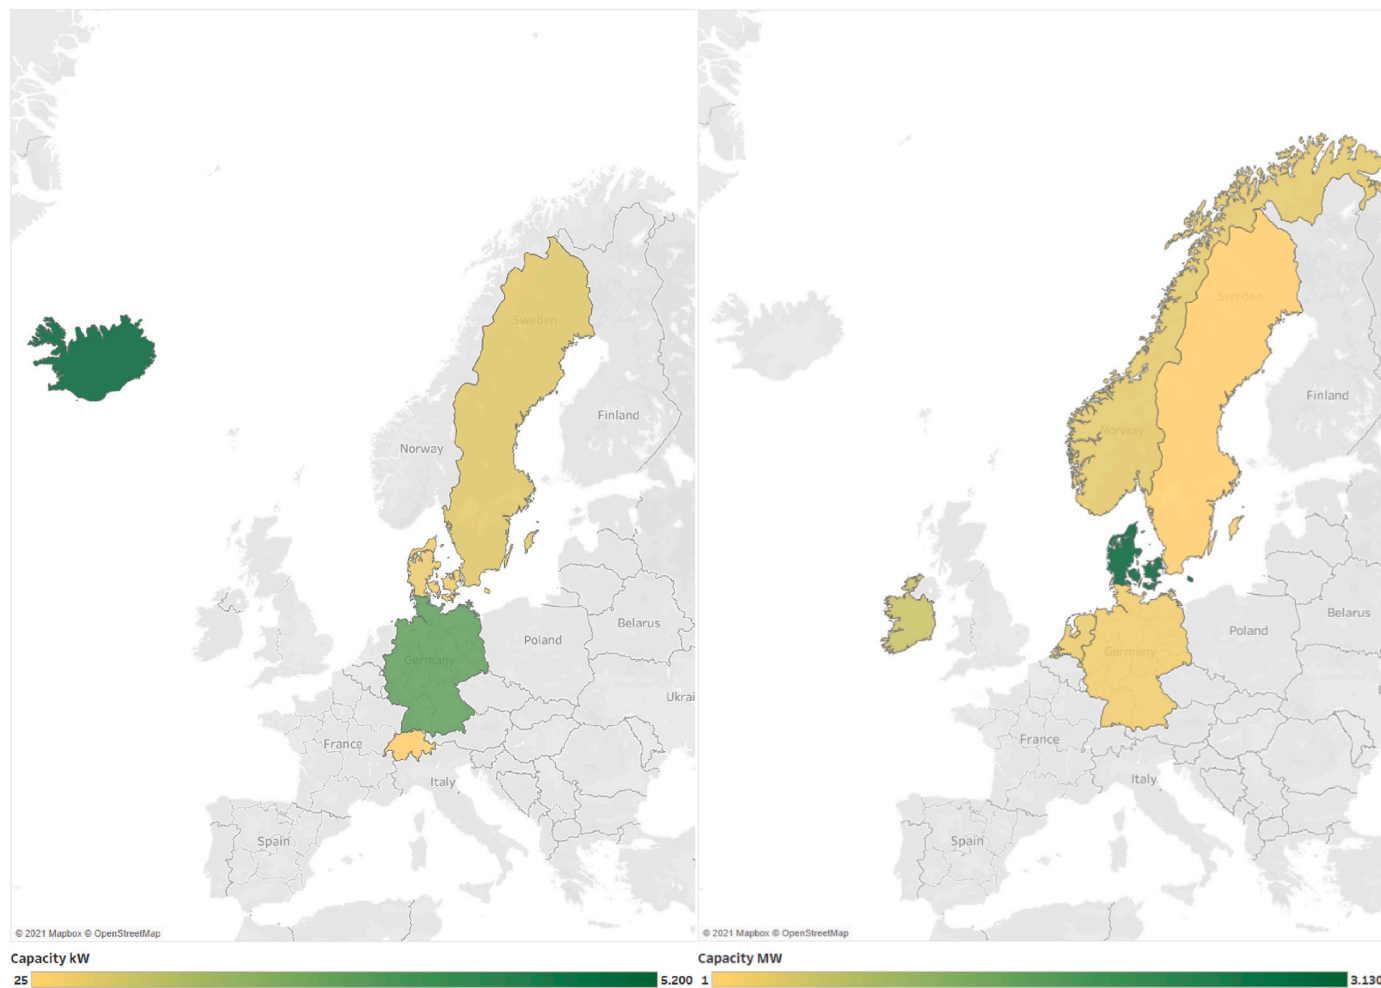 Sweden
Finland
Norway
Belarus
Poland
Germany
Ukrai
France
Italy
Spain
© 2021 Mapbox © OpenStreetMap
Capacity kW
25
5.200
Sweden
Finland
Norway
Belarus
Poland
Germany
France
Italy
Spain
© 2021 Mapbox © OpenStreetMap
Capacity MW
1
3.130